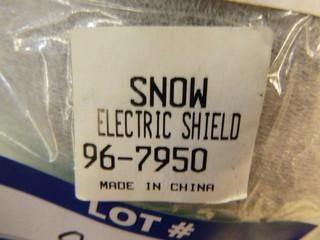 SNOW
ELECTRIC SHIELD
96-7950
MADE IN CHINA
LOT #